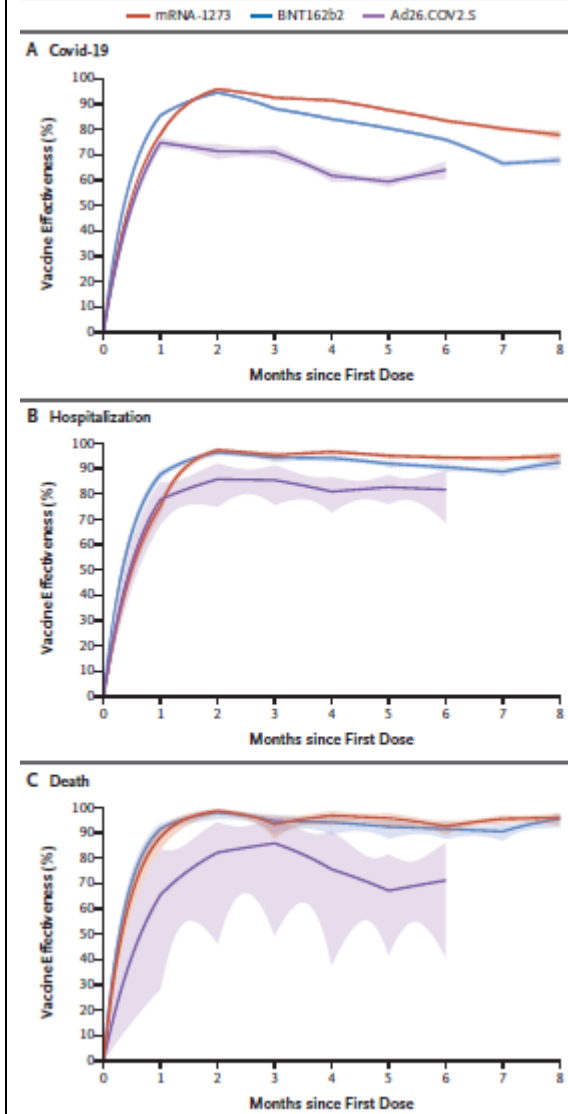 mRNA-1273 BNT162b2 Ad26.COV2.S
A Covid-19
Vaccine Effectiveness (%)
100
90
80
70
60
50
40
30
20
10
0
0 1 2 3 4 5 6 7 8
Months since First Dose
B Hospitalization
Vaccine Effectiveness (%)
100
90
80
70
60
50
40
30
20
10
0
0 1 2 3 4 5 6 7 8
Months since First Dose
C Death
Vaccine Effectiveness (%)
100
90
80
70
60
50
40
30
20
10
0
0 1 2 3 4 5 6 7 8
Months since First Dose